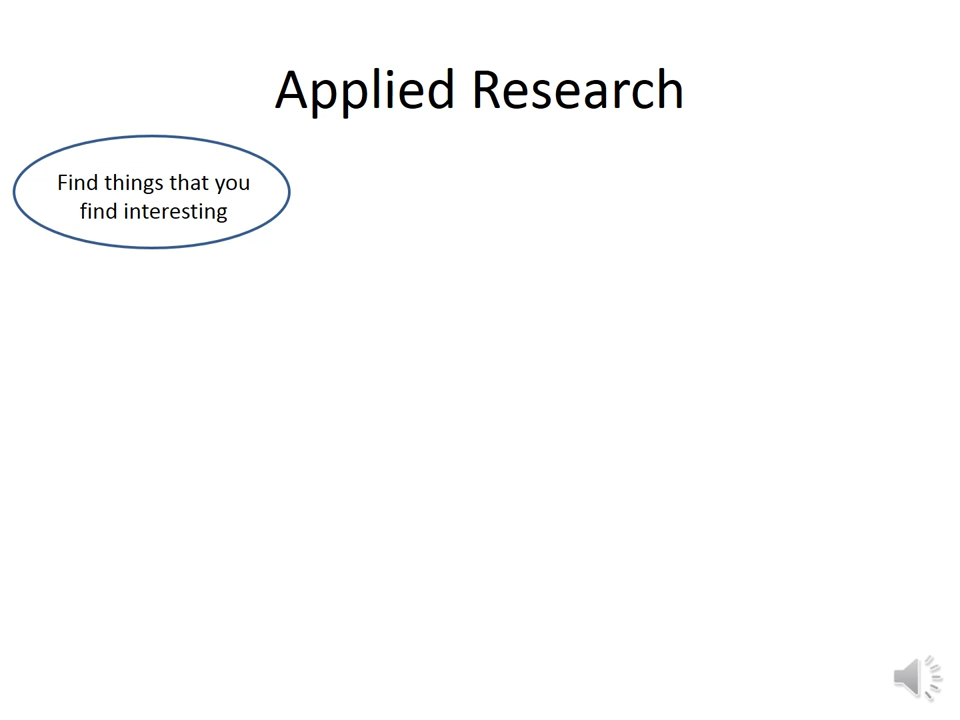 Applied Research
Find things that you
find interesting